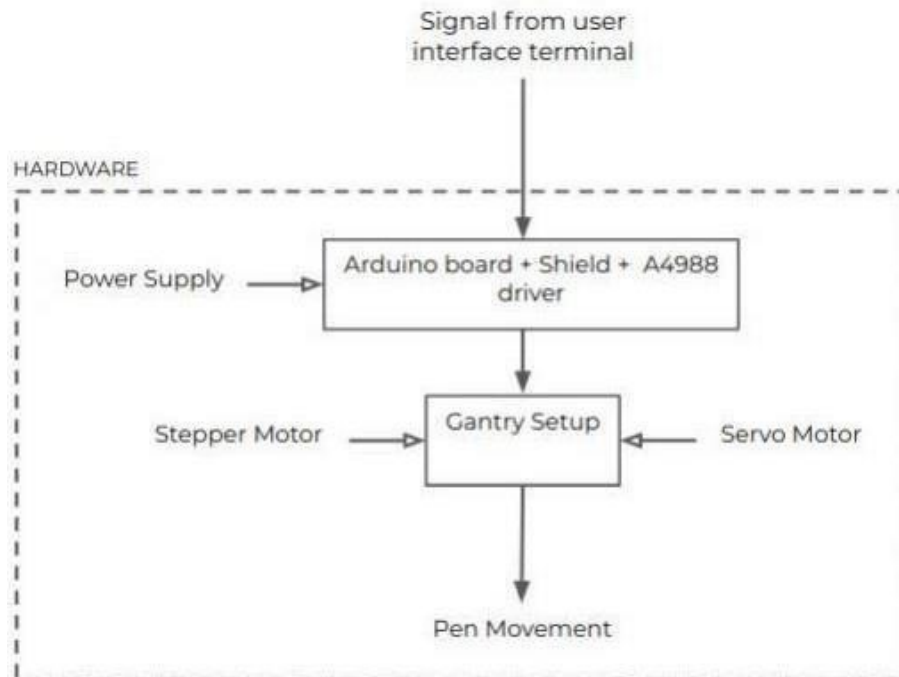 Signal from user
interface terminal
HARDWARE
Arduino board + Shield + A4988
driver
Power Supply
Gantry Setup
Stepper Motor
Servo Motor
Pen Movement